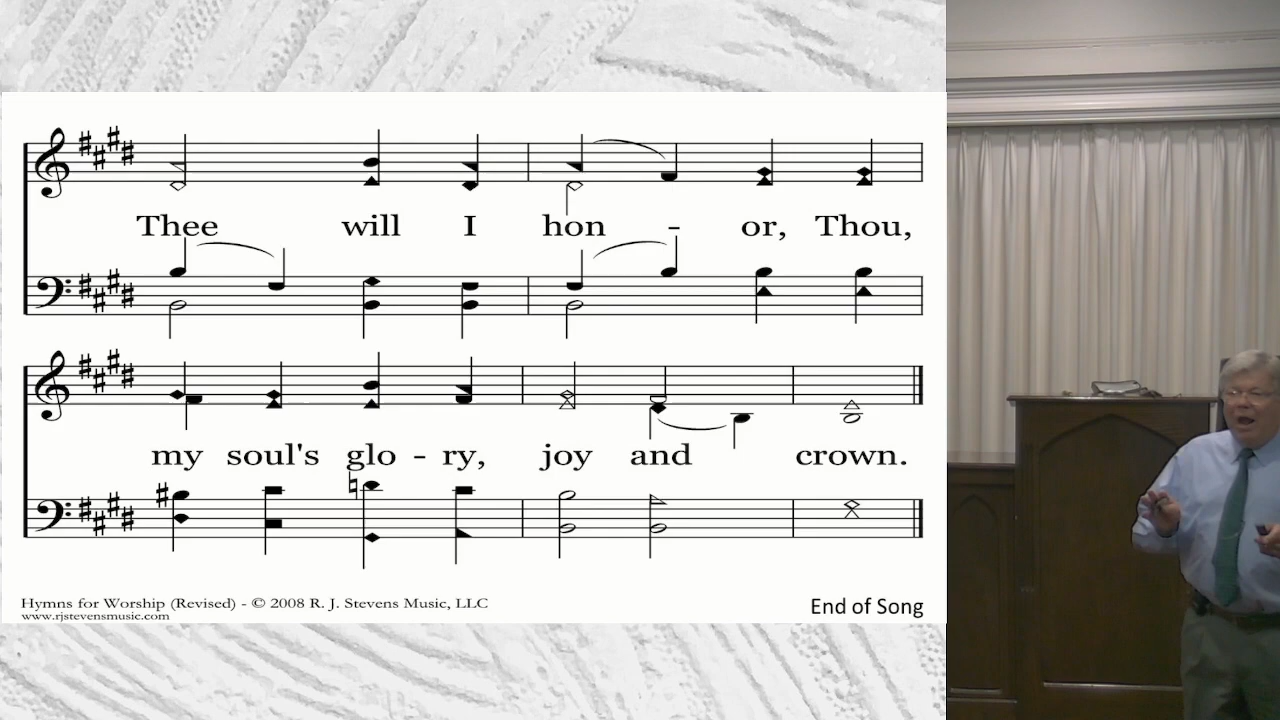 Thee will I hon - or, Thou,
my soul's glo - ry, joy and crown.
Hymns for Worship (Revised) - © 2008 R. J. Stevens Music, LLC
www.rjstevensmusic.com
End of Song